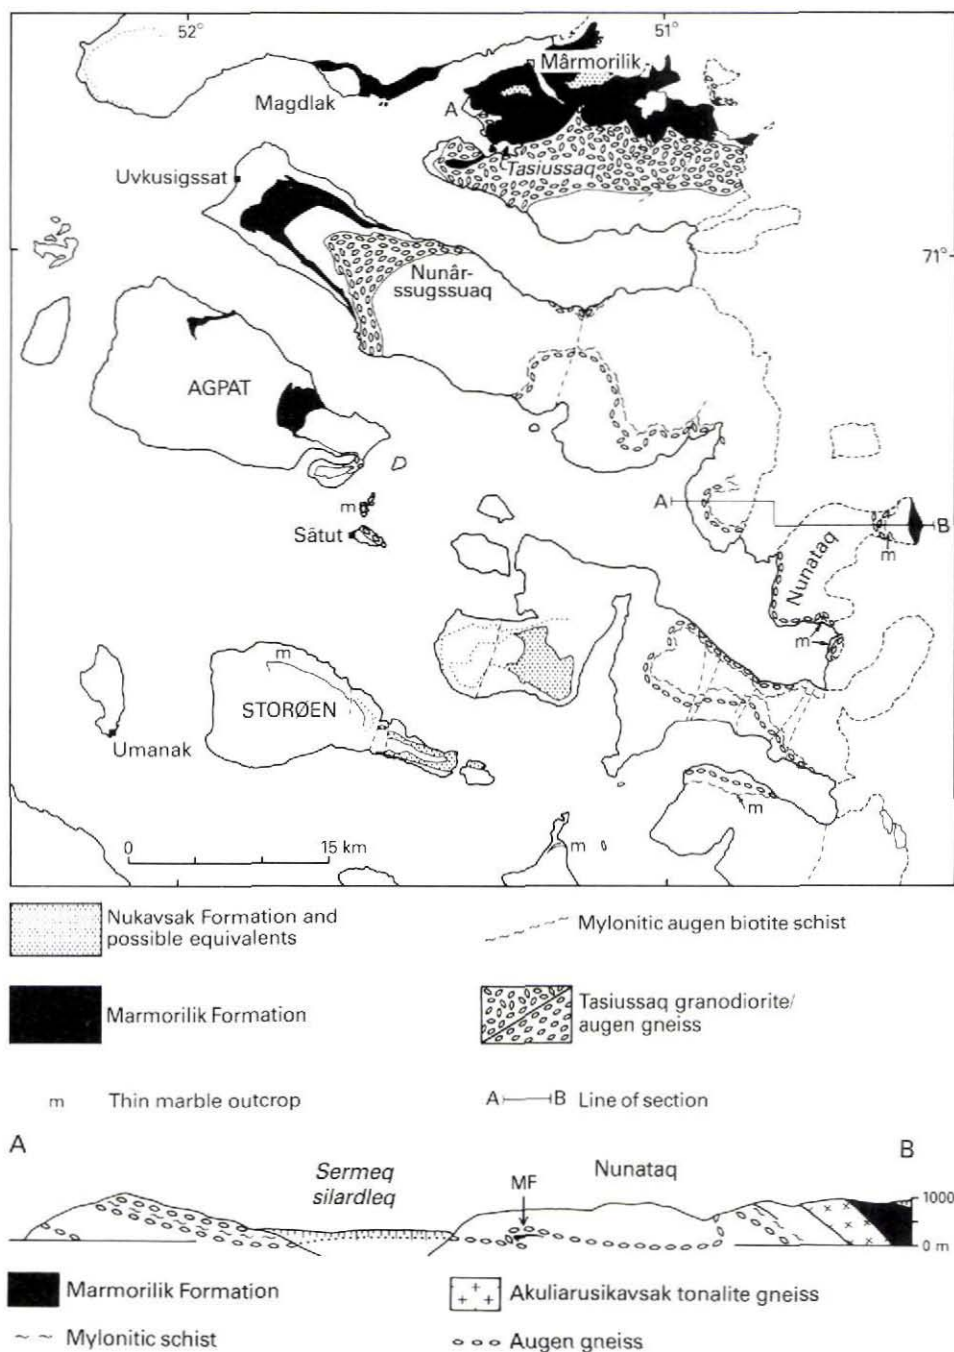 52°
51°
Mârmorilik
Magdlak
A
Tasiussaq
Uvkusigssat
71°
Nunâr-
ssugssuaq
AGPAT
m
A
B
Sãtut
m
Nunataq
m
m
STORØEN
Umanak
m
0 15 km
m
Nukavsak Formation and
possible equivalents
Mylonitic augen biotite schist
Marmorilik Formation
Tasiussaq granodiorite/
augen gneiss
m Thin marble outcrop
A B Line of section
A
B
Sermeq
silardleq
MF
Nunataq
1000
0 m
Marmorilik Formation
Akuliarusikavsak tonalite gneiss
Mylonitic schist
Augen gneiss